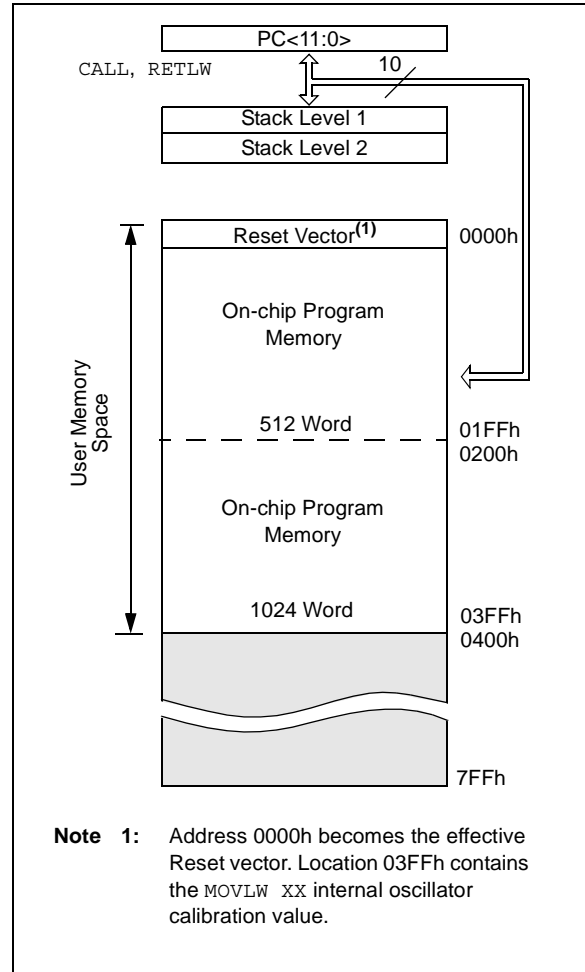 PC<11:0>
CALL, RETLW
10
Stack Level 1
Stack Level 2
Reset Vector(1)
0000h
On-chip Program
Memory
User Memory
Space
512 Word
01FFh
0200h
On-chip Program
Memory
1024 Word
03FFh
0400h
7FFh
Note 1: Address 0000h becomes the effective
Reset vector. Location 03FFh contains
the MOVLW XX internal oscillator
calibration value.